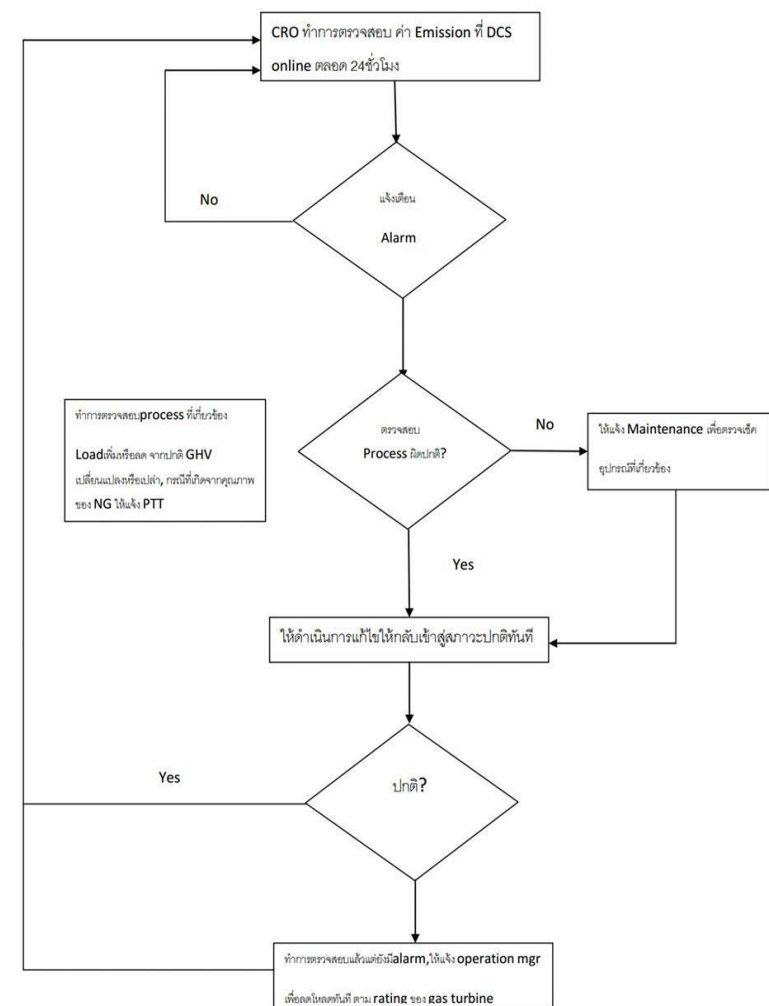 CRO ทำการตรวจสอบ ค่า Emission ที่ DCS
online ตลอด 24ชั่วโมง
No
แจ้งเตือน
Alarm
ทำการตรวจสอบprocess ที่เกี่ยวข้อง
Loadเพิ่มหรือลด จากปกติ GHV
เปลี่ยนแปลงหรือเปล่า, กรณีที่เกิดจากคุณภาพ
ของ NG ให้แจ้ง PTT
ตรวจสอบ
Process ผิดปกติ?
No
ให้แจ้ง Maintenance เพื่อตรวจเช็ค
อุปกรณ์ที่เกี่ยวข้อง
Yes
ให้ดำเนินการแก้ไขให้กลับเข้าสู่สภาวะปกติทันที
Yes
ปกติ?
ทำการตรวจสอบแล้วแต่ยังมีalarm,ให้แจ้ง operation mgr
เพื่อลดโหลดทันที ตาม rating ของ gas turbine